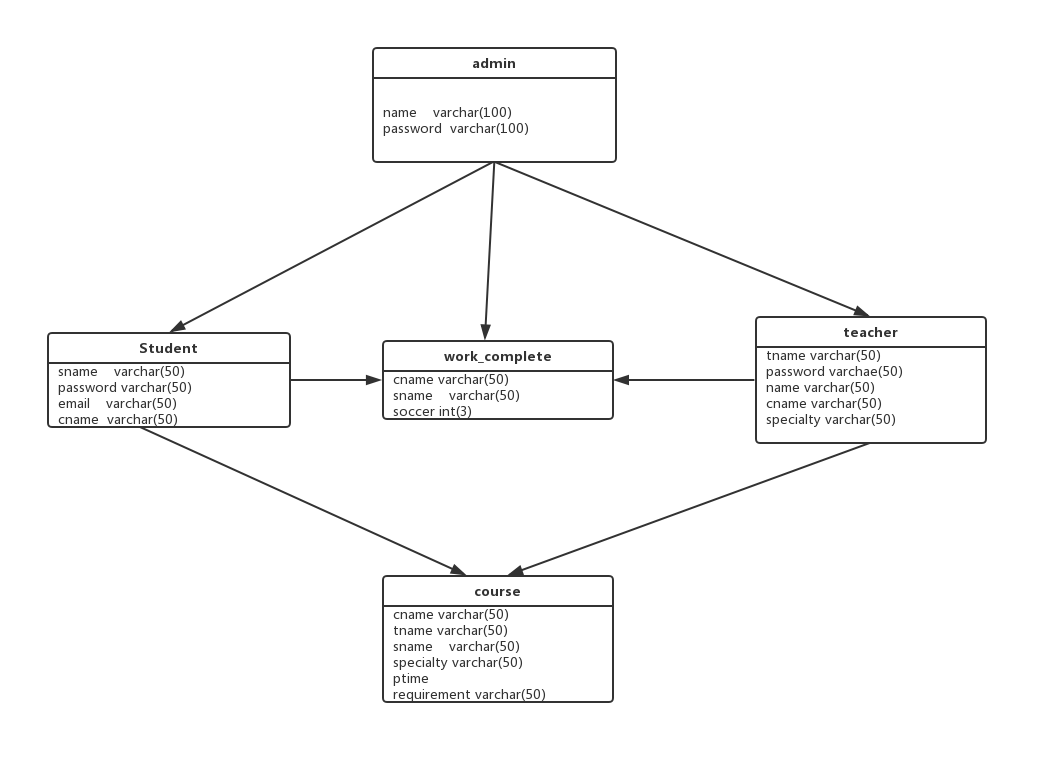 admin
name varchar(100)
password varchar(100)
Student
sname varchar(50)
password varchar(50)
email varchar(50)
cname varchar(50)
work_complete
cname varchar(50)
sname varchar(50)
soccer int(3)
teacher
tname varchar(50)
password varchae(50)
name varchar(50)
cname varchar(50)
specialty varchar(50)
course
cname varchar(50)
tname varchar(50)
sname varchar(50)
specialty varchar(50)
ptime
requirement varchar(50)